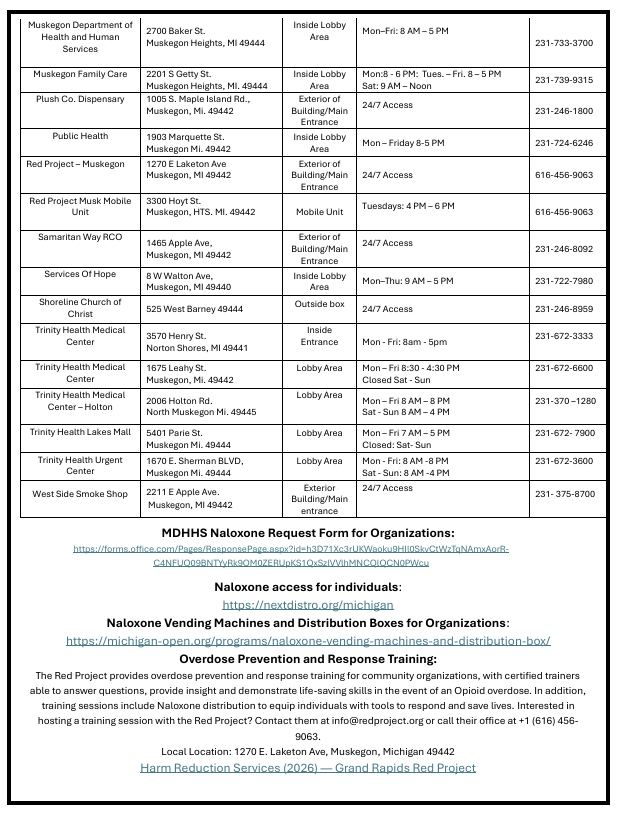 Muskegon Department of Health and Human Services | 2700 Baker St. Muskegon Heights, MI 49444 | Inside Lobby Area | Mon–Fri: 8 AM – 5 PM | 231-733-3700
Muskegon Family Care | 2201 S Getty St. Muskegon Heights, MI. 49444 | Inside Lobby Area | Mon:8 - 6 PM: Tues. – Fri. 8 – 5 PM Sat: 9 AM – Noon | 231-739-9315
Plush Co. Dispensary | 1005 S. Maple Island Rd., Muskegon, Mi. 49442 | Exterior of Building/Main Entrance | 24/7 Access | 231-246-1800
Public Health | 1903 Marquette St. Muskegon Mi. 49442 | Inside Lobby Area | Mon – Friday 8-5 PM | 231-724-6246
Red Project – Muskegon | 1270 E Laketon Ave Muskegon, MI 49442 | Exterior of Building/Main Entrance | 24/7 Access | 616-456-9063
Red Project Musk Mobile Unit | 3300 Hoyt St. Muskegon, HTS. MI. 49442 | Mobile Unit | Tuesdays: 4 PM – 6 PM | 616-456-9063
Samaritan Way RCO | 1465 Apple Ave, Muskegon, MI 49442 | Exterior of Building/Main Entrance | 24/7 Access | 231-246-8092
Services Of Hope | 8 W Walton Ave, Muskegon, MI 49440 | Inside Lobby Area | Mon–Thu: 9 AM – 5 PM | 231-722-7980
Shoreline Church of Christ | 525 West Barney 49444 | Outside box | 24/7 Access | 231-246-8959
Trinity Health Medical Center | 3570 Henry St. Norton Shores, MI 49441 | Inside Entrance | Mon - Fri: 8am - 5pm | 231-672-3333
Trinity Health Medical Center | 1675 Leahy St. Muskegon, Mi. 49442 | Lobby Area | Mon – Fri 8:30 - 4:30 PM Closed Sat - Sun | 231-672-6600
Trinity Health Medical Center – Holton | 2006 Holton Rd. North Muskegon Mi. 49445 | Lobby Area | Mon – Fri 8 AM – 8 PM Sat - Sun 8 AM – 4 PM | 231-370 –1280
Trinity Health Lakes Mall | 5401 Parie St. Muskegon Mi. 49444 | Lobby Area | Mon – Fri 7 AM – 5 PM Closed: Sat- Sun | 231-672- 7900
Trinity Health Urgent Center | 1670 E. Sherman BLVD, Muskegon, Mi. 49444 | Lobby Area | Mon - Fri: 8 AM -8 PM Sat - Sun: 8 AM -4 PM | 231-672-3600
West Side Smoke Shop | 2211 E Apple Ave. Muskegon, MI 49442 | Exterior Building/Main entrance | 24/7 Access | 231- 375-8700
MDHHS Naloxone Request Form for Organizations:
Naloxone access for individuals:
https://nextdistro.org/michigan
Naloxone Vending Machines and Distribution Boxes for Organizations:
https://michigan-open.org/programs/naloxone-vending-machines-and-distribution-box/
Overdose Prevention and Response Training:
The Red Project provides overdose prevention and response training for community organizations, with certified trainers
able to answer questions, provide insight and demonstrate life-saving skills in the event of an Opioid overdose. In addition,
training sessions include Naloxone distribution to equip individuals with tools to respond and save lives. Interested in
hosting a training session with the Red Project? Contact them at info@redproject.org or call their office at +1 (616) 456-
9063.
Local Location: 1270 E. Laketon Ave, Muskegon, Michigan 49442
Harm Reduction Services (2026) — Grand Rapids Red Project